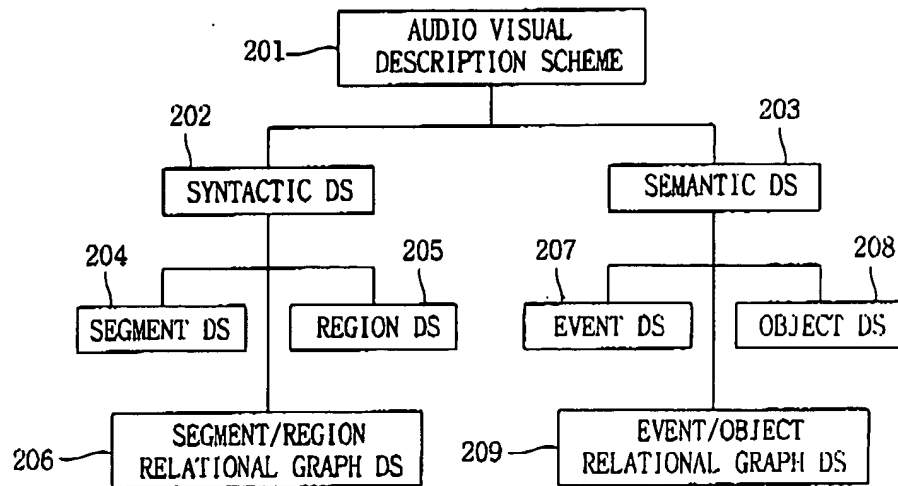 201
AUDIO VISUAL
DESCRIPTION SCHEME
202
203
SYNTACTIC DS
SEMANTIC DS
204
205
207
208
SEGMENT DS
REGION DS
EVENT DS
OBJECT DS
206
SEGMENT/REGION
RELATIONAL GRAPH DS
209
EVENT/OBJECT
RELATIONAL GRAPH DS